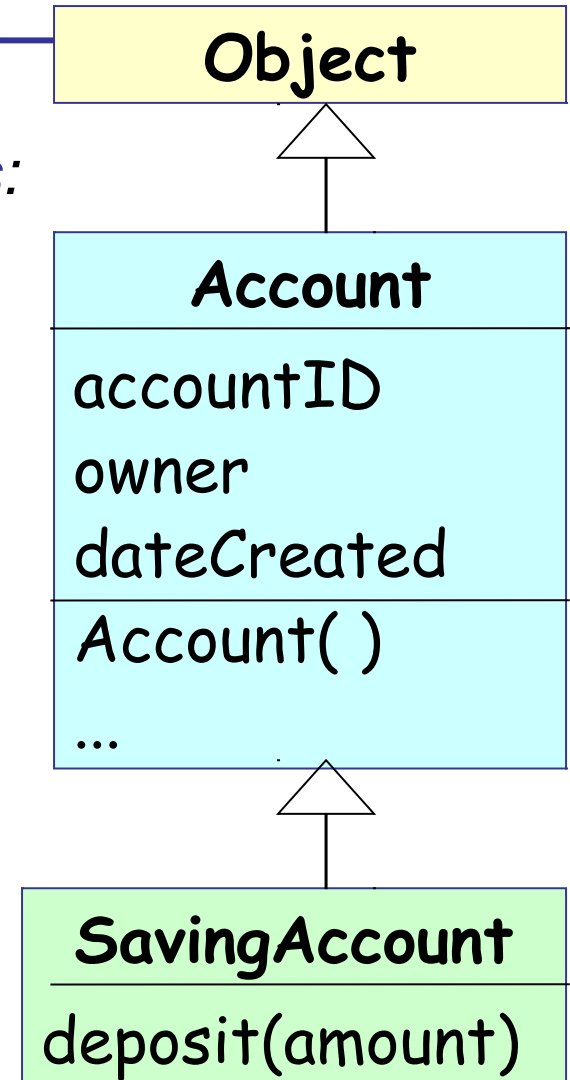 Object
:
Account
accountID
owner
dateCreated
Account( )
...
SavingAccount
deposit(amount)